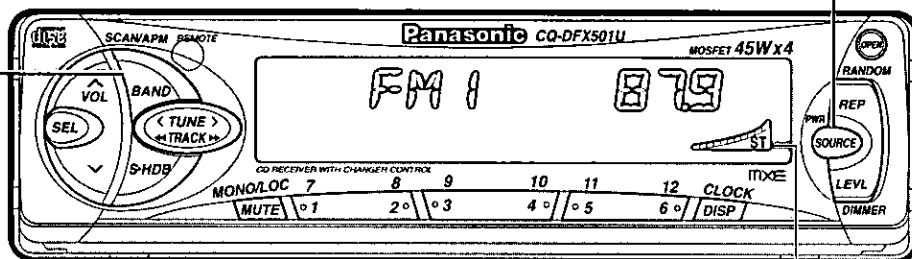 disc
SCAN/APM REMOTE
Panasonic CQ-DFX501U
MOSFET 45W x 4
OPEN
RANDOM
VOL
BAND
SEL
< TUNE >
TRACK
S·HDB
FM 1 87.9
ST
REP
PWR
SOURCE
LEVL
DIMMER
CD RECEIVER WITH CHANGER CONTROL
MXE
MONO/LOC 7 8 9 10 11 12 CLOCK
MUTE 1 2 3 4 5 6 DISP